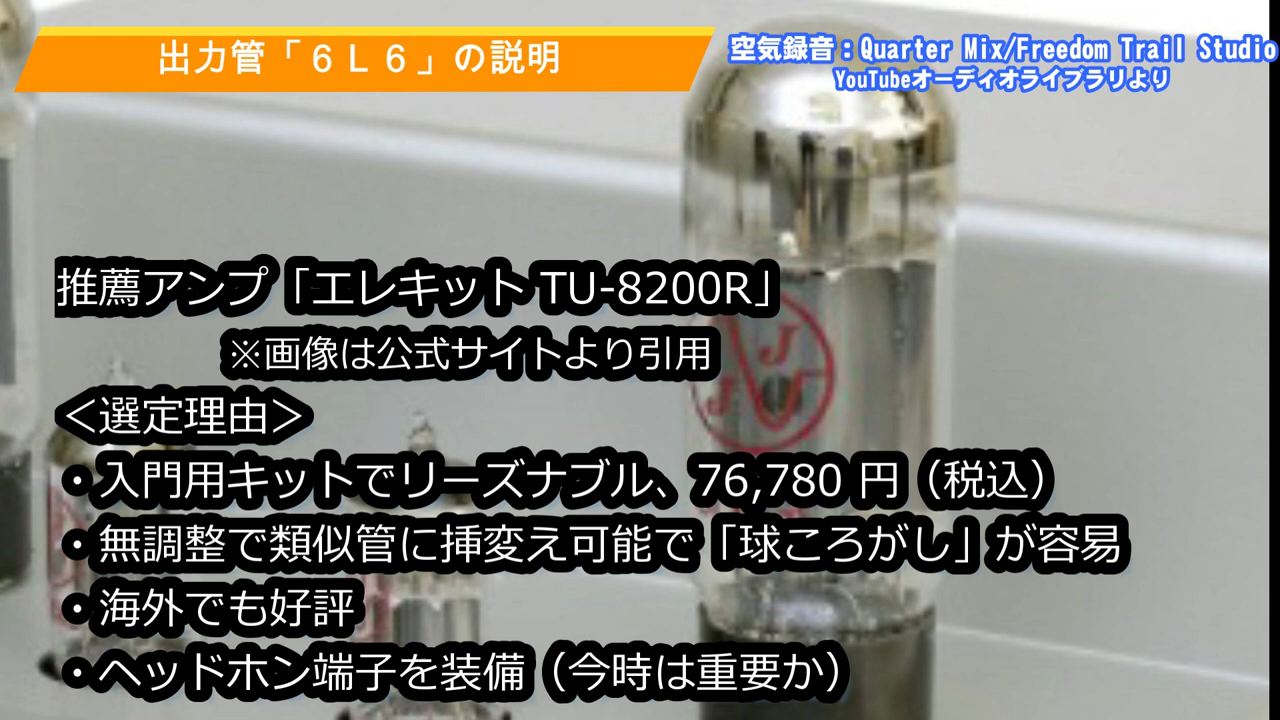 出力管「６Ｌ６」の説明
空気録音：Quarter Mix/Freedom Trail Studio
YouTubeオーディオライブラリより
推薦アンプ「エレキット TU-8200R」
※画像は公式サイトより引用
＜選定理由＞
・入門用キットでリーズナブル、76,780 円（税込）
・無調整で類似管に挿変え可能で「球ころがし」が容易
・海外でも好評
・ヘッドホン端子を装備（今時は重要か）
JJ